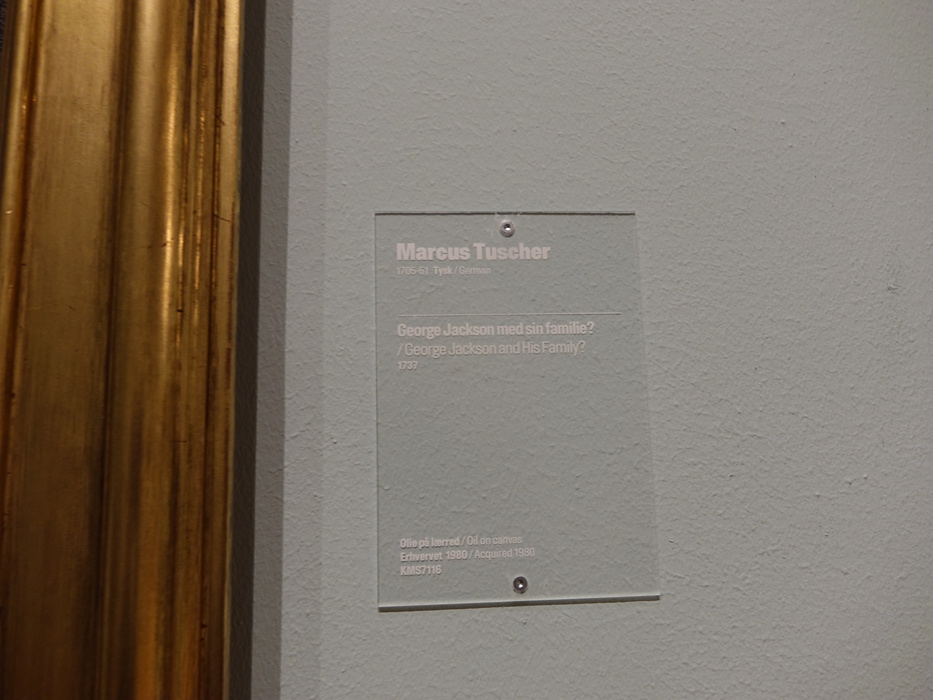 Marcus Tuscher
1705-51 Tysk / German
George Jackson med sin familie?
/ George Jackson and His Family?
1737
Olie på lærred / Oil on canvas
Erhvervet 1980 / Acquired 1980
KMS7116